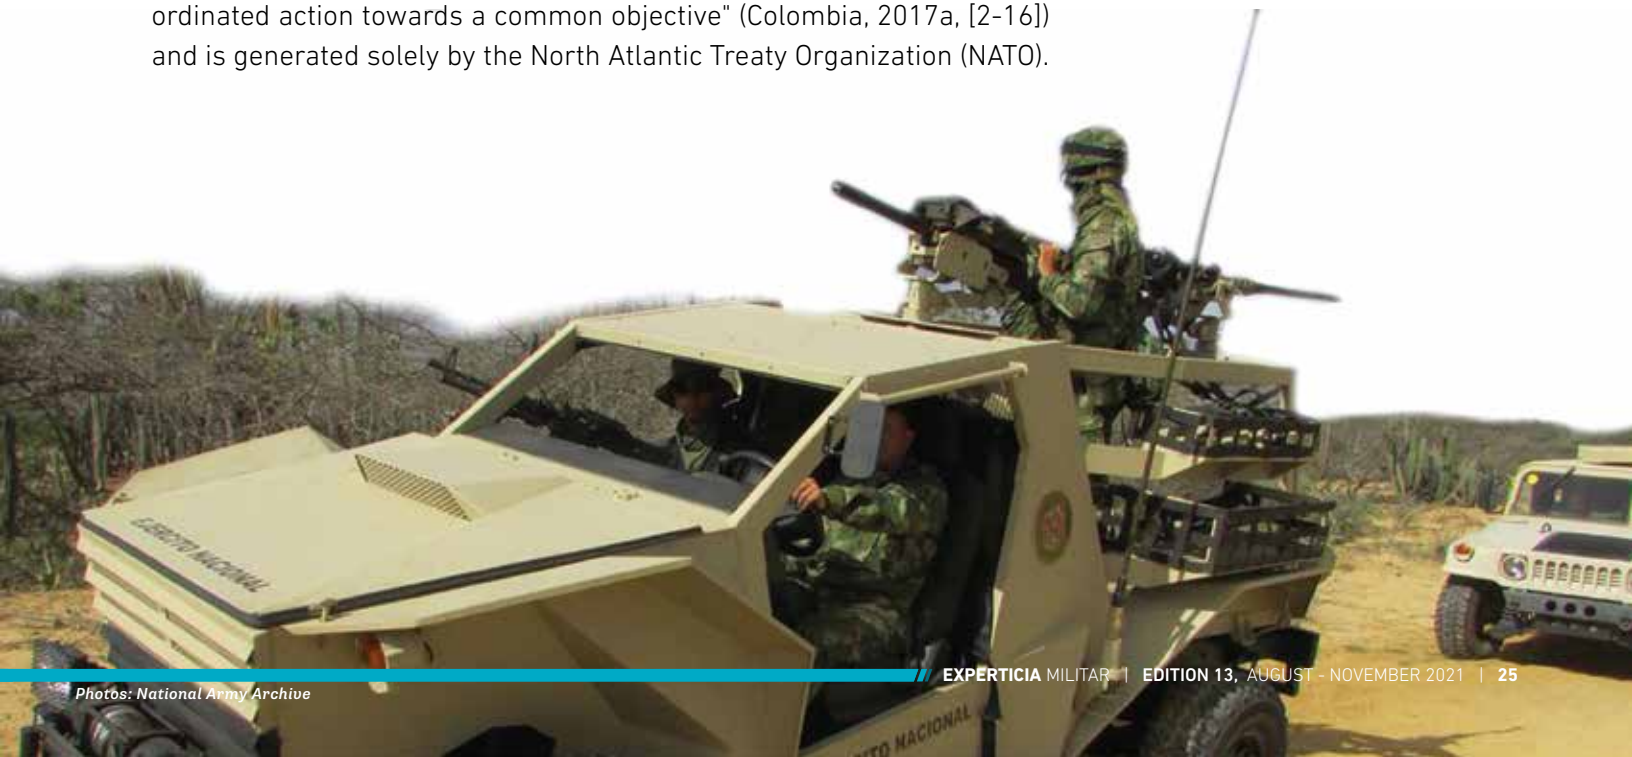 ordinated action towards a common objective" (Colombia, 2017a, [2-16])
and is generated solely by the North Atlantic Treaty Organization (NATO).
EJERCITO NACIONAL
EXPERTICIA MILITAR | EDITION 13, AUGUST - NOVEMBER 2021 | 25
Photos: National Army Archive
NACIONAL